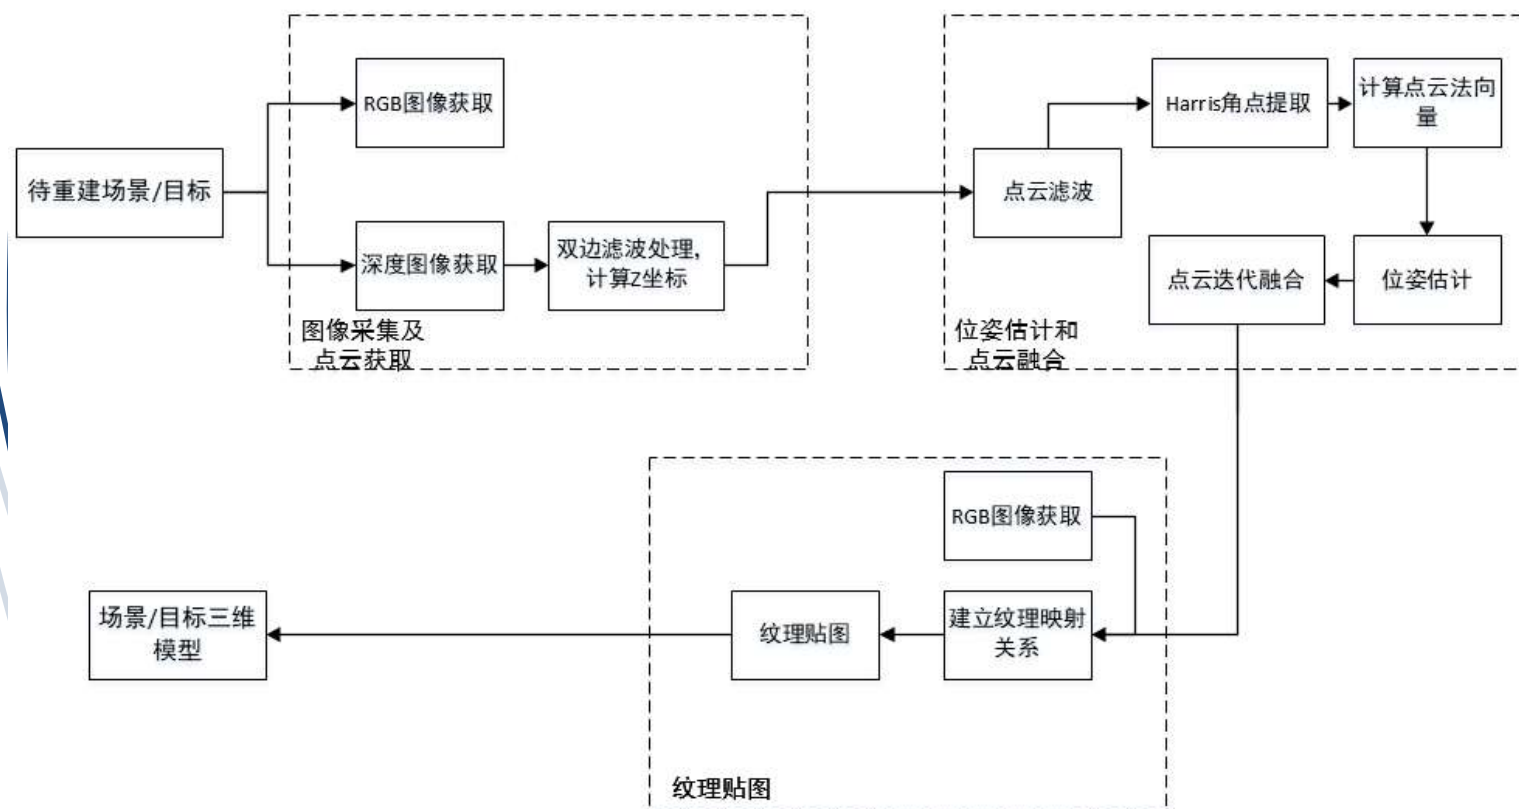 RGB图像获取
Harris角点提取
计算点云法向
量
待重建场景/目标
点云滤波
深度图像获取
双边滤波处理,
计算Z坐标
点云迭代融合
位姿估计
图像采集及
点云获取
位姿估计和
点云融合
RGB图像获取
场景/目标三维
模型
纹理贴图
建立纹理映射
关系
纹理贴图